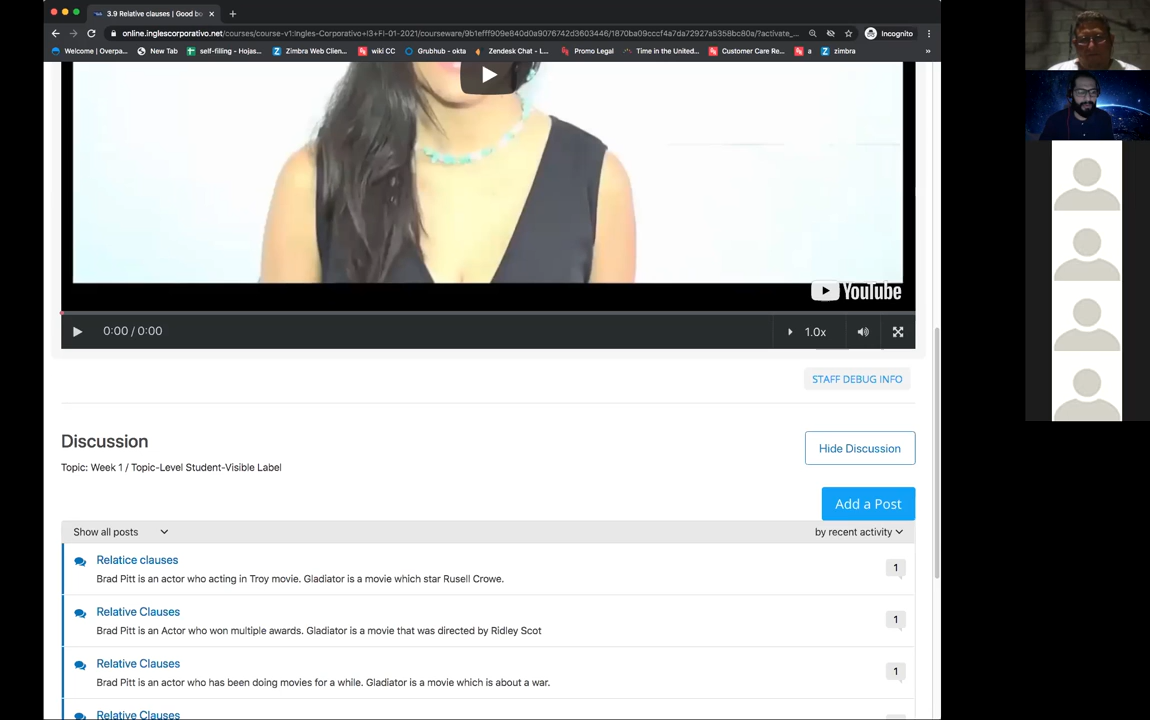 3.9 Relative clauses | Good bo
online.inglescorporativo.net/courses/course-v1:Ingles-Corporativo+I3+FI-01-2021/courseware/9b1efff909e840d0a9076742d3603446/1870ba09cccf4a7da72927a5358bc80a/?activate_...
Incognito
Welcome | Overpa...
New Tab
self-filling - Hojas...
Zimbra Web Clien...
wiki CC
Grubhub - okta
Zendesk Chat - L...
Promo Legal
Time in the United...
Customer Care Re...
a
zimbra
»
YouTube
0:00 / 0:00
1.0x
STAFF DEBUG INFO
Discussion
Hide Discussion
Topic: Week 1 / Topic-Level Student-Visible Label
Add a Post
Show all posts
by recent activity
Relatice clauses
Brad Pitt is an actor who acting in Troy movie. Gladiator is a movie which star Rusell Crowe.
1
Relative Clauses
Brad Pitt is an Actor who won multiple awards. Gladiator is a movie that was directed by Ridley Scot
1
Relative Clauses
Brad Pitt is an actor who has been doing movies for a while. Gladiator is a movie which is about a war.
1
Relative Clauses